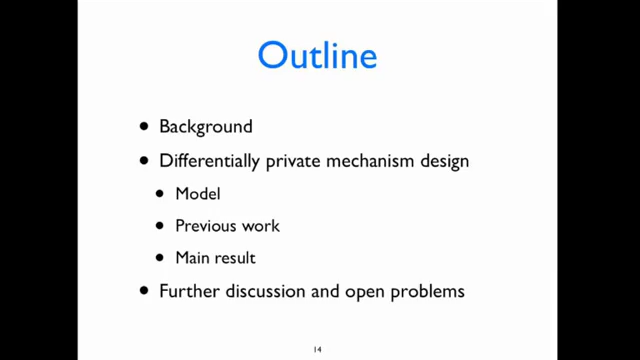 Outline
• Background
• Differentially private mechanism design
• Model
• Previous work
• Main result
• Further discussion and open problems
14